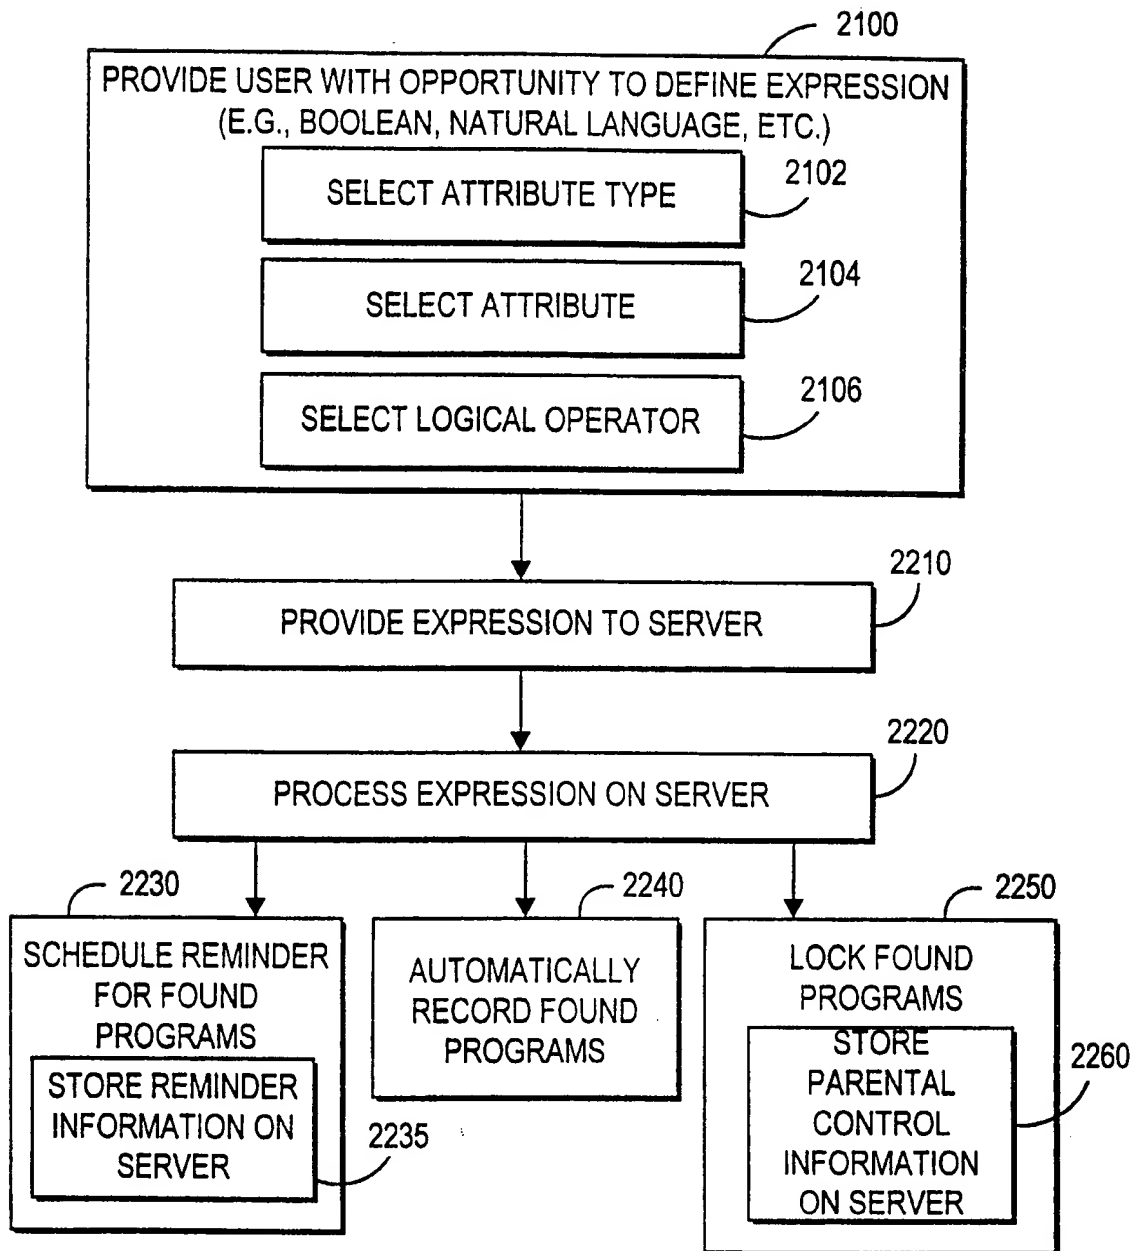 2100
PROVIDE USER WITH OPPORTUNITY TO DEFINE EXPRESSION
(E.G., BOOLEAN, NATURAL LANGUAGE, ETC.)
SELECT ATTRIBUTE TYPE
2102
SELECT ATTRIBUTE
2104
SELECT LOGICAL OPERATOR
2106
PROVIDE EXPRESSION TO SERVER
2210
PROCESS EXPRESSION ON SERVER
2220
2230
SCHEDULE REMINDER
FOR FOUND
PROGRAMS
STORE REMINDER
INFORMATION ON
SERVER
2235
2240
AUTOMATICALLY
RECORD FOUND
PROGRAMS
2250
LOCK FOUND
PROGRAMS
STORE
PARENTAL
CONTROL
INFORMATION
ON SERVER
2260